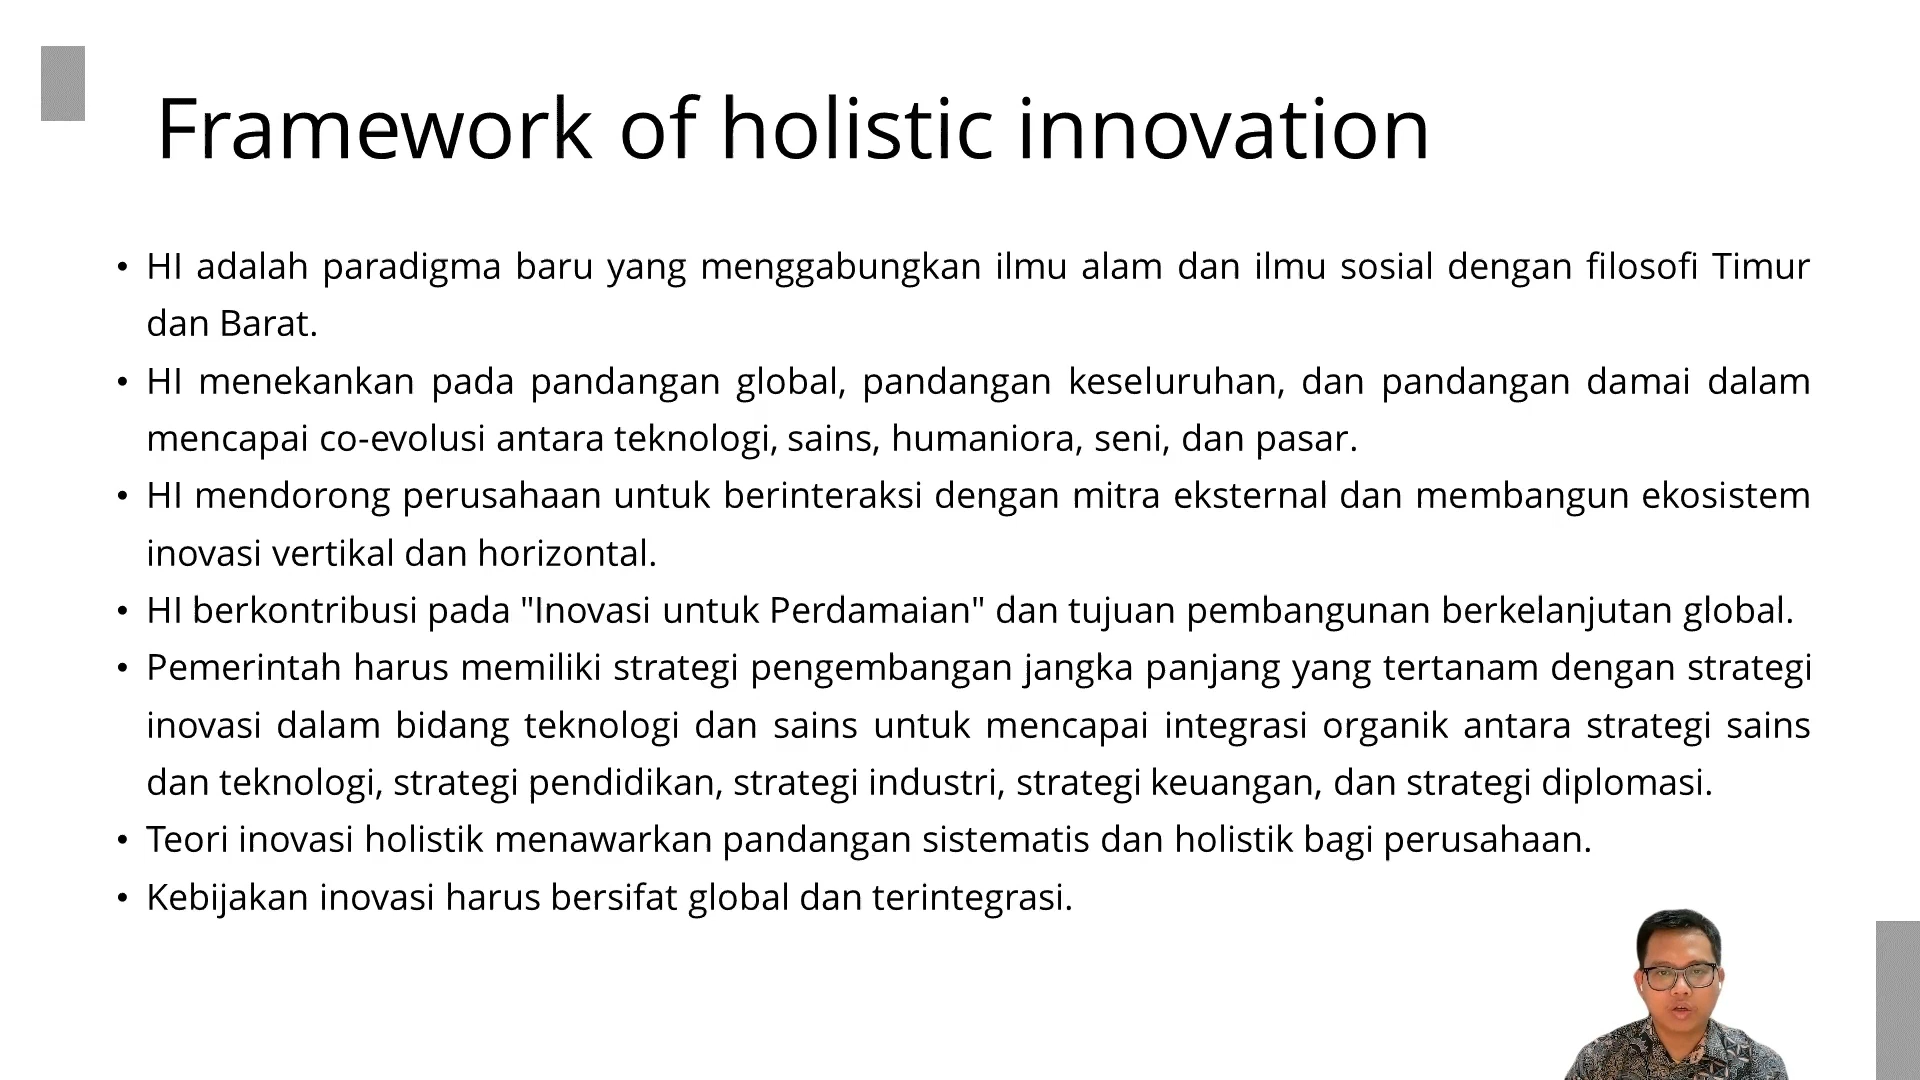 Framework of holistic innovation
• HI adalah paradigma baru yang menggabungkan ilmu alam dan ilmu sosial dengan filosofi Timur
dan Barat.
• HI menekankan pada pandangan global, pandangan keseluruhan, dan pandangan damai dalam
mencapai co-evolusi antara teknologi, sains, humaniora, seni, dan pasar.
• HI mendorong perusahaan untuk berinteraksi dengan mitra eksternal dan membangun ekosistem
inovasi vertikal dan horizontal.
• HI berkontribusi pada "Inovasi untuk Perdamaian" dan tujuan pembangunan berkelanjutan global.
• Pemerintah harus memiliki strategi pengembangan jangka panjang yang tertanam dengan strategi
inovasi dalam bidang teknologi dan sains untuk mencapai integrasi organik antara strategi sains
dan teknologi, strategi pendidikan, strategi industri, strategi keuangan, dan strategi diplomasi.
• Teori inovasi holistik menawarkan pandangan sistematis dan holistik bagi perusahaan.
• Kebijakan inovasi harus bersifat global dan terintegrasi.